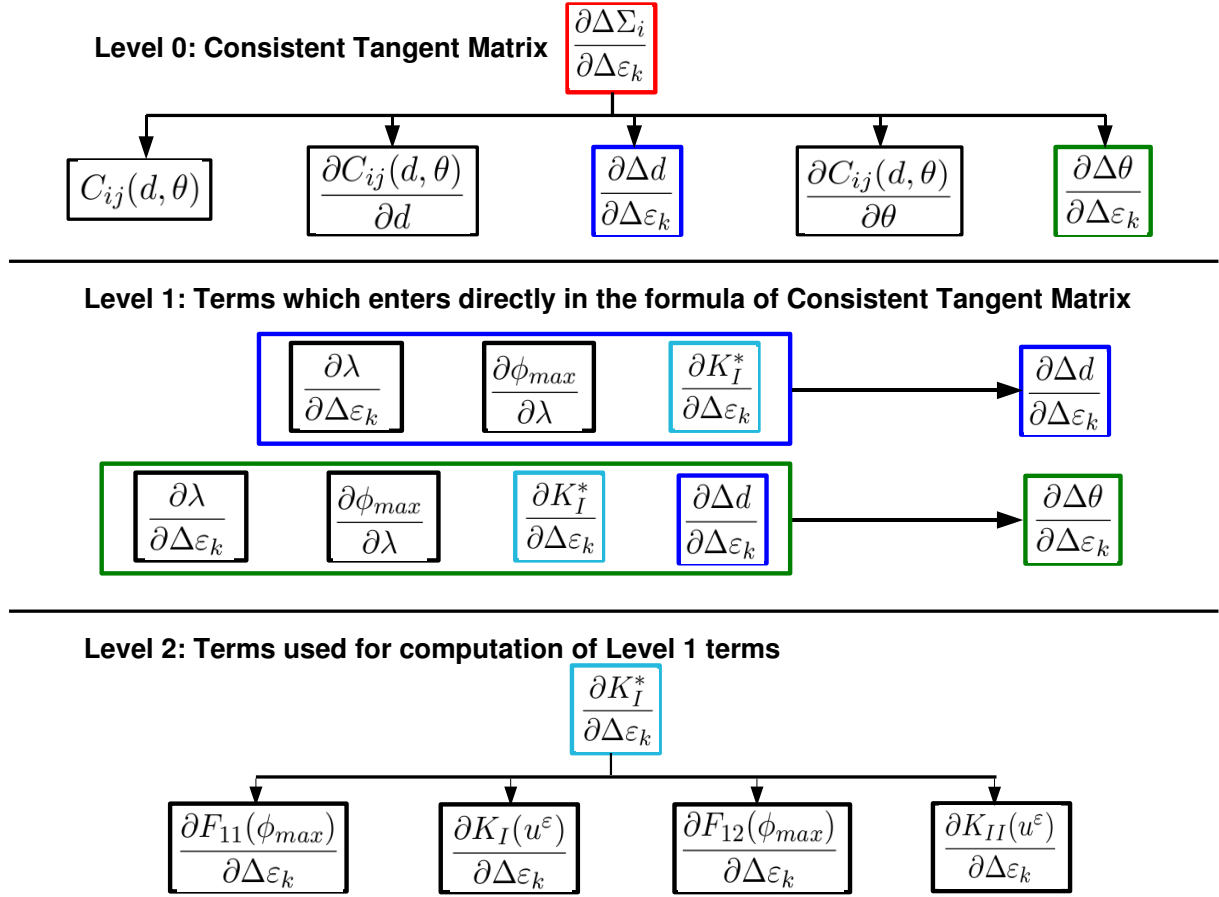 Level 0: Consistent Tangent Matrix ∂ΔΣ_i / ∂Δε_k
C_ij(d, θ) ∂C_ij(d, θ) / ∂d ∂Δd / ∂Δε_k ∂C_ij(d, θ) / ∂θ ∂Δθ / ∂Δε_k
Level 1: Terms which enters directly in the formula of Consistent Tangent Matrix
∂λ / ∂Δε_k ∂ϕ_max / ∂λ ∂K_I^* / ∂Δε_k ∂Δd / ∂Δε_k
∂λ / ∂Δε_k ∂ϕ_max / ∂λ ∂K_I^* / ∂Δε_k ∂Δd / ∂Δε_k ∂Δθ / ∂Δε_k
Level 2: Terms used for computation of Level 1 terms
∂K_I^* / ∂Δε_k
∂F_11(ϕ_max) / ∂Δε_k ∂K_I(u^ε) / ∂Δε_k ∂F_12(ϕ_max) / ∂Δε_k ∂K_II(u^ε) / ∂Δε_k